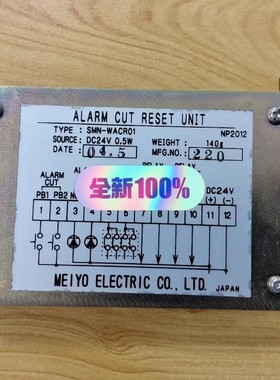 ALARM CUT RESET UNIT
TYPE : SMN-WACR01 NP2012
SOURCE: DC24V 0.5W WEIGHT : 140g
DATE : 04.5 MFG.NO.: 220
ALARM
CUT DC24V
PB1 PB2 (+) (-)
全新100%
1 2 3 4 5 6 7 8 9 10 11 12
MEIYO ELECTRIC CO., LTD. JAPAN